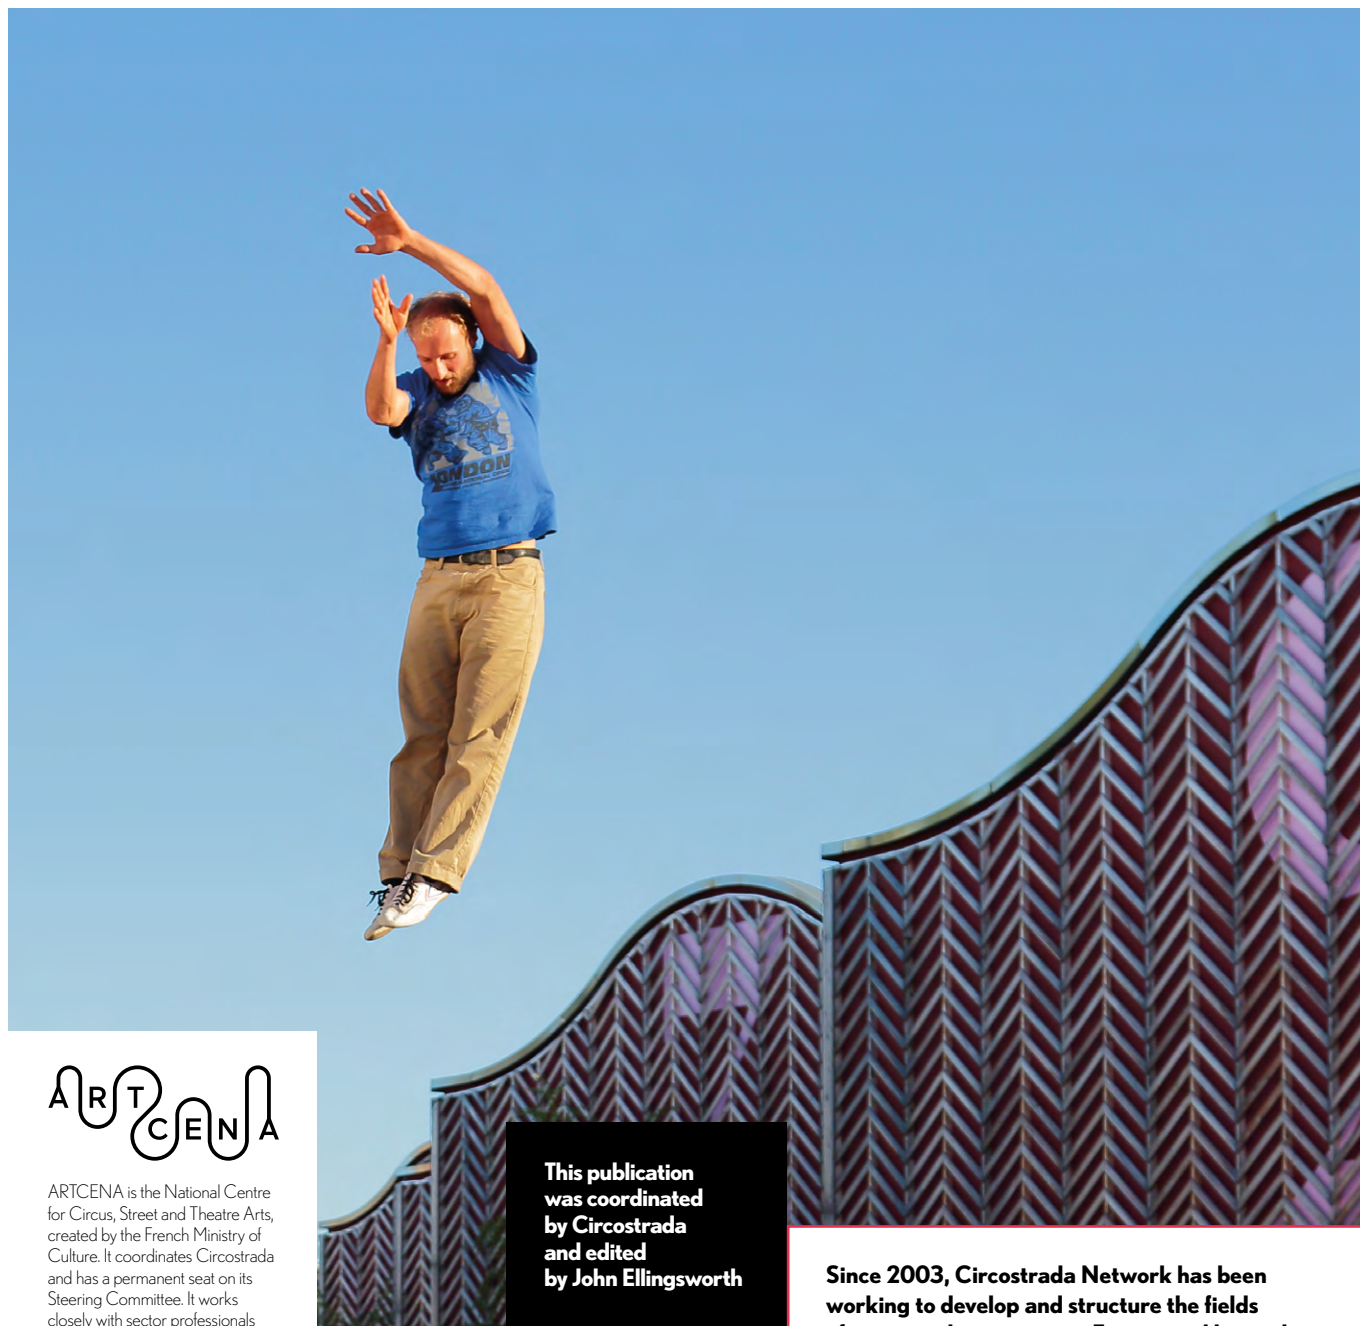 LONDON
ARTCENA
ARTCENA is the National Centre
for Circus, Street and Theatre Arts,
created by the French Ministry of
Culture. It coordinates Circostrada
and has a permanent seat on its
Steering Committee. It works
closely with sector professionals
This publication
was coordinated
by Circostrada
and edited
by John Ellingsworth
Since 2003, Circostrada Network has been
working to develop and structure the fields